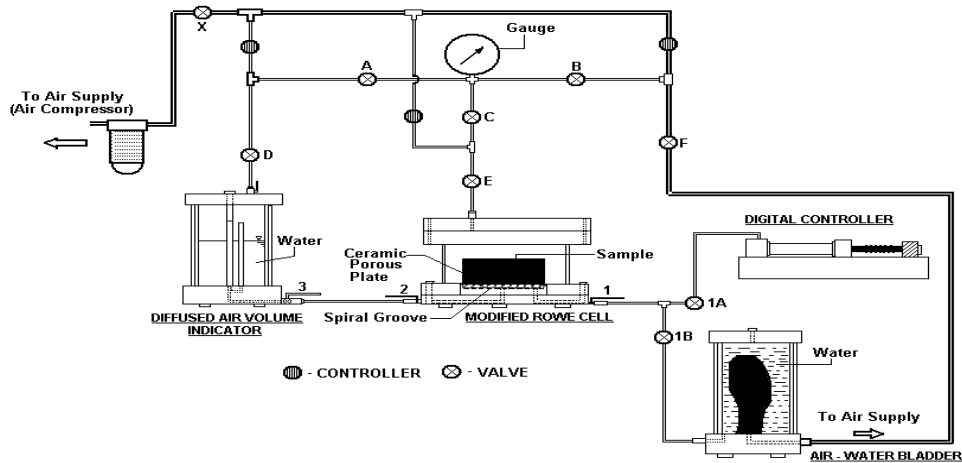 X
Gauge
A
B
To Air Supply
(Air Compressor)
C
D
F
E
DIGITAL CONTROLLER
Water
Ceramic
Porous
Plate
Sample
3
2
1
1A
Spiral Groove
DIFFUSED AIR VOLUME
INDICATOR
MODIFIED ROWE CELL
1B
- CONTROLLER
- VALVE
Water
To Air Supply
AIR - WATER BLADDER